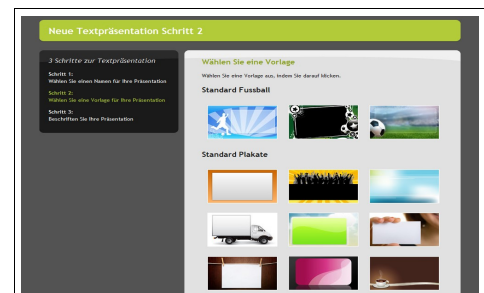 Neue Textpräsentation Schritt 2
3 Schritte zur Textpräsentation
Schritt 1:
Wählen Sie einen Namen für Ihre Präsentation
Schritt 2:
Wählen Sie eine Vorlage für Ihre Präsentation
Schritt 3:
Beschriften Sie Ihre Präsentation
Wählen Sie eine Vorlage
Wählen Sie eine Vorlage aus, indem Sie darauf klicken.
Standard Fussball
Standard Plakate